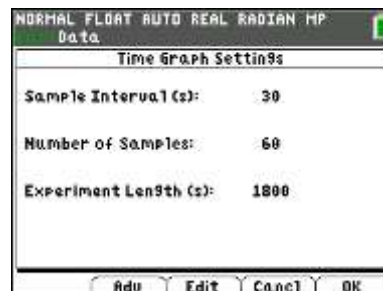 NORMAL FLOAT AUTO REAL RADIAN MP
Data
Time Graph Settings
Sample Interval (s): 30
Number of Samples: 60
Experiment Length (s): 1800
Adv Edit Cancl OK